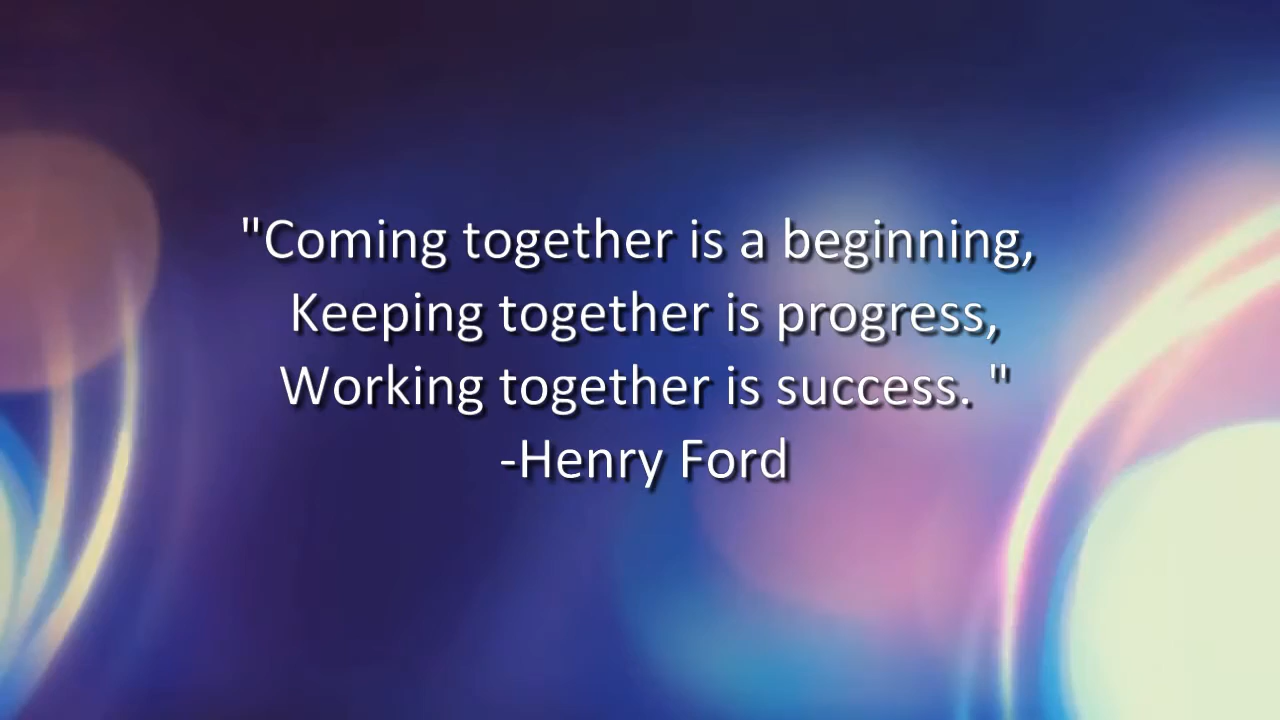 "Coming together is a beginning,
Keeping together is progress,
Working together is success. "
-Henry Ford